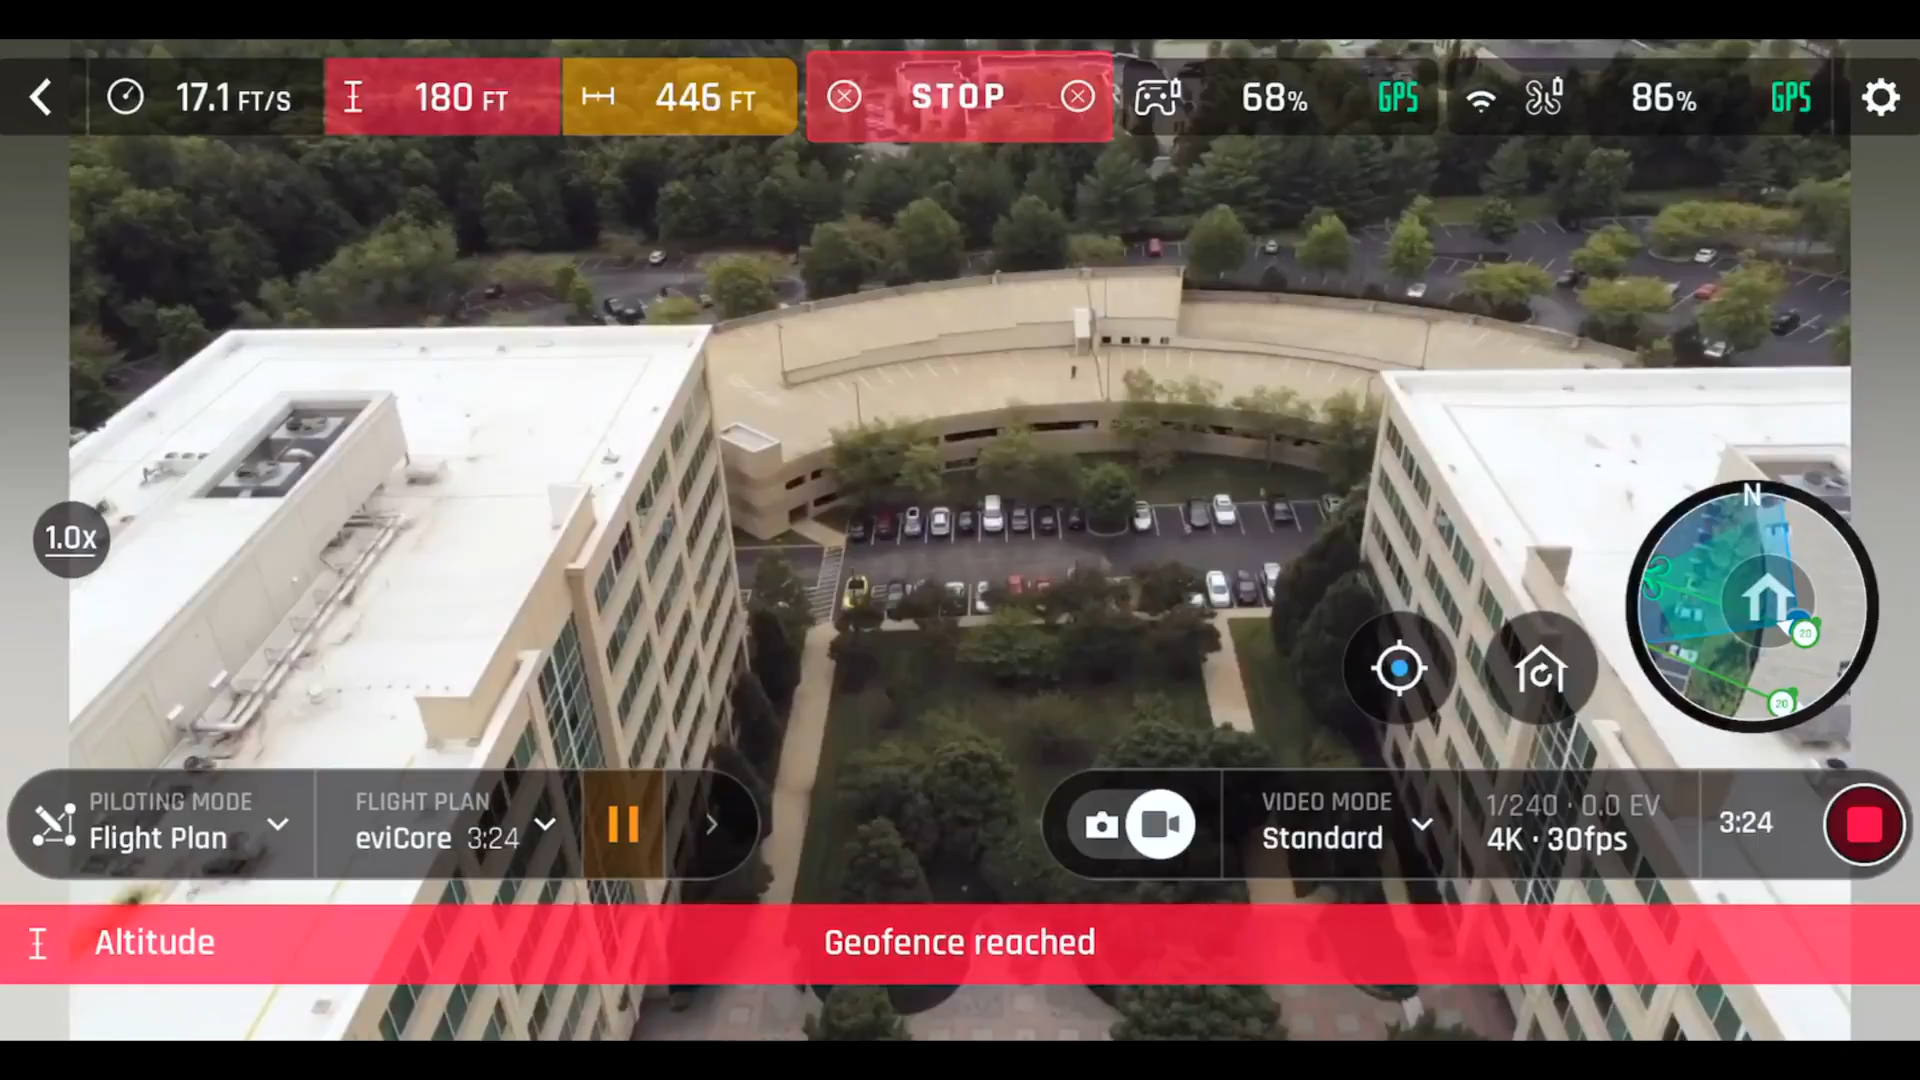 17.1 FT/S
180 FT
446 FT
STOP
68%
GPS
86%
GPS
1.0x
N
20
20
PILOTING MODE
Flight Plan
FLIGHT PLAN
eviCore 3:24
VIDEO MODE
Standard
1/240 · 0.0 EV
4K · 30fps
3:24
Altitude
Geofence reached